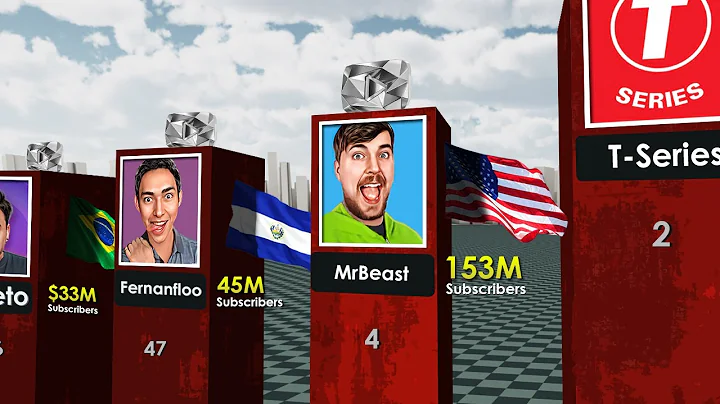 eto
$33M
Subscribers
Fernanfloo
45M
Subscribers
47
MrBeast
153M
Subscribers
4
T
SERIES
T-Series
2